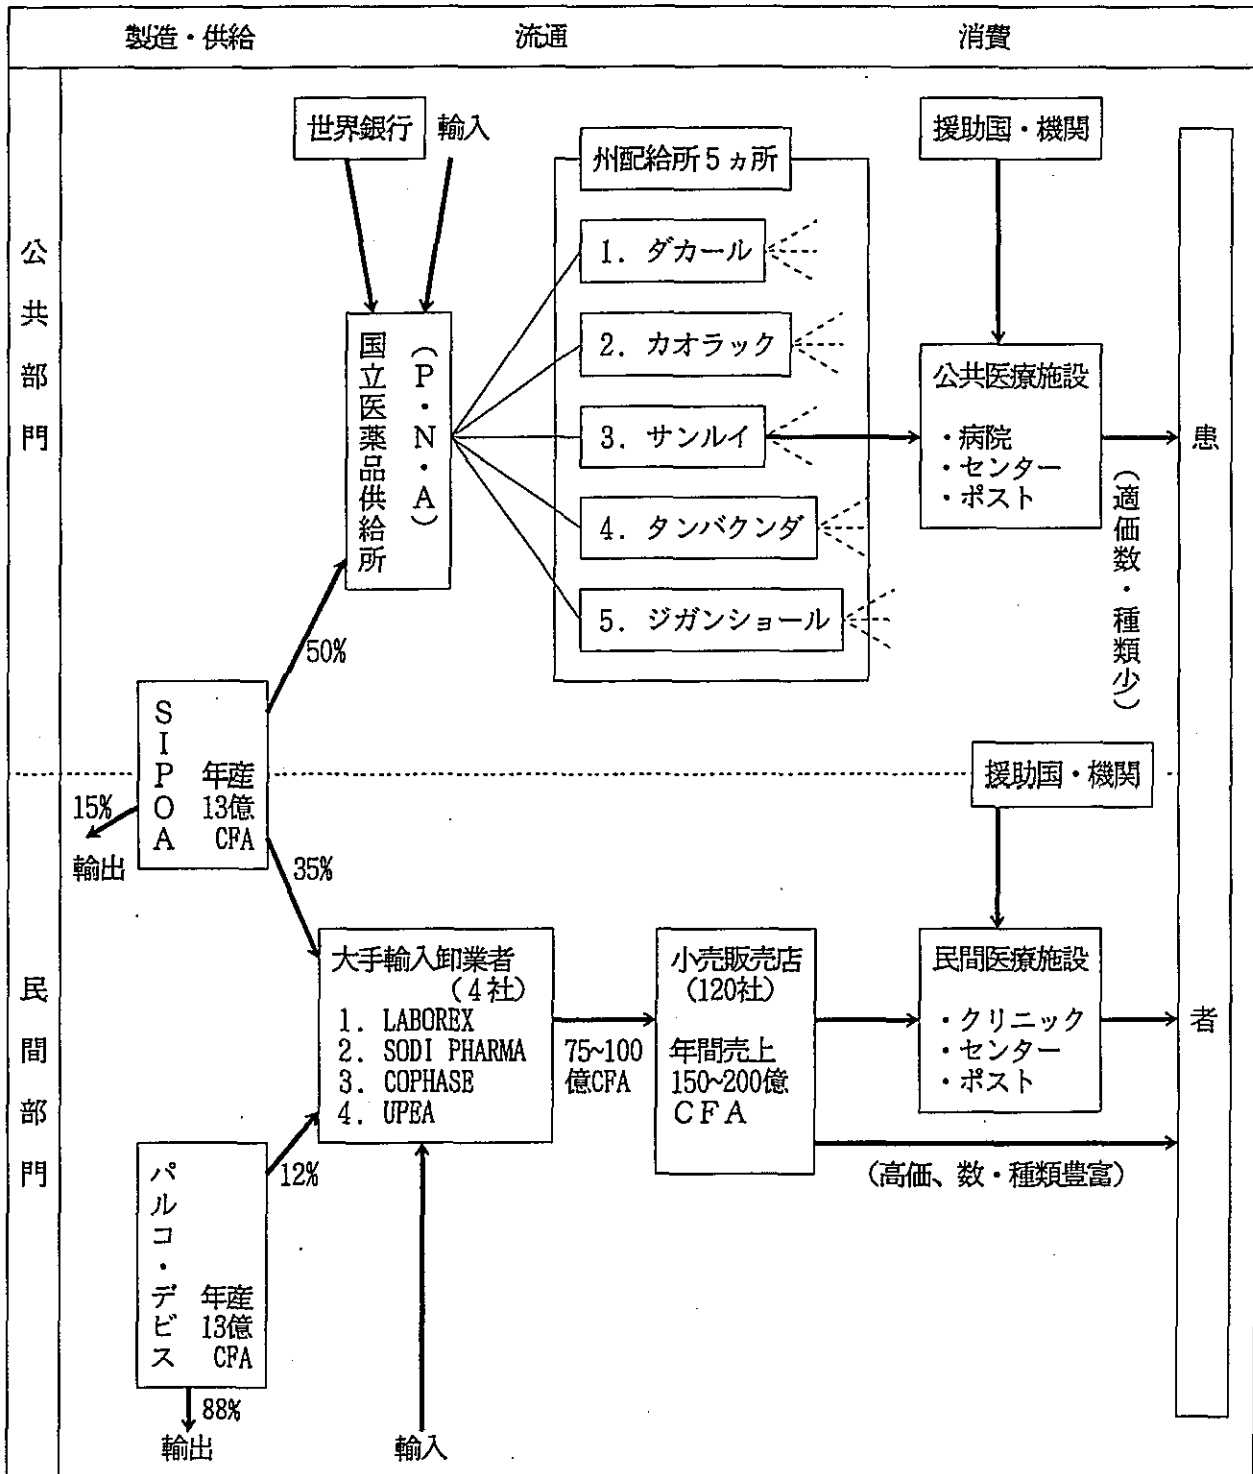 製造・供給
流通
消費
公共部門
世界銀行
輸入
州配給所5ヵ所
援助国・機関
1. ダカール
2. カオラック
3. サンルイ
4. タンバクンダ
5. ジガンショール
国立医薬品供給所
(P・N・A)
公共医療施設
・病院
・センター
・ポスト
(適価数・種類少)
患者
50%
SIPOA
年産
13億
CFA
15%
輸出
35%
援助国・機関
民間部門
大手輸入卸業者
(4社)
1. LABOREX
2. SODI PHARMA
3. COPHASE
4. UPEA
75~100
億CFA
小売販売店
(120社)
年間売上
150~200億
CFA
民間医療施設
・クリニック
・センター
・ポスト
(高価、数・種類豊富)
12%
パルコ・デビス
年産
13億
CFA
88%
輸出
輸入